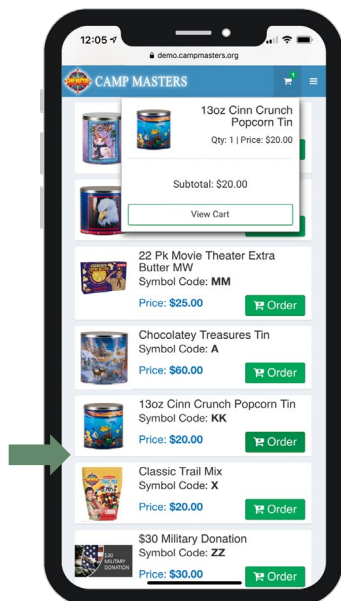 12:05
demo.campmasters.org
CAMP MASTERS
1
13oz Cinn Crunch
Popcorn Tin
Qty: 1 | Price: $20.00
Subtotal: $20.00
View Cart
22 Pk Movie Theater Extra
Butter MW
Symbol Code: MM
Price: $25.00
Order
Chocolatey Treasures Tin
Symbol Code: A
Price: $60.00
Order
13oz Cinn Crunch Popcorn Tin
Symbol Code: KK
Price: $20.00
Order
Classic Trail Mix
Symbol Code: X
Price: $20.00
Order
$30
MILITARY
DONATION
$30 Military Donation
Symbol Code: ZZ
Price: $30.00
Order